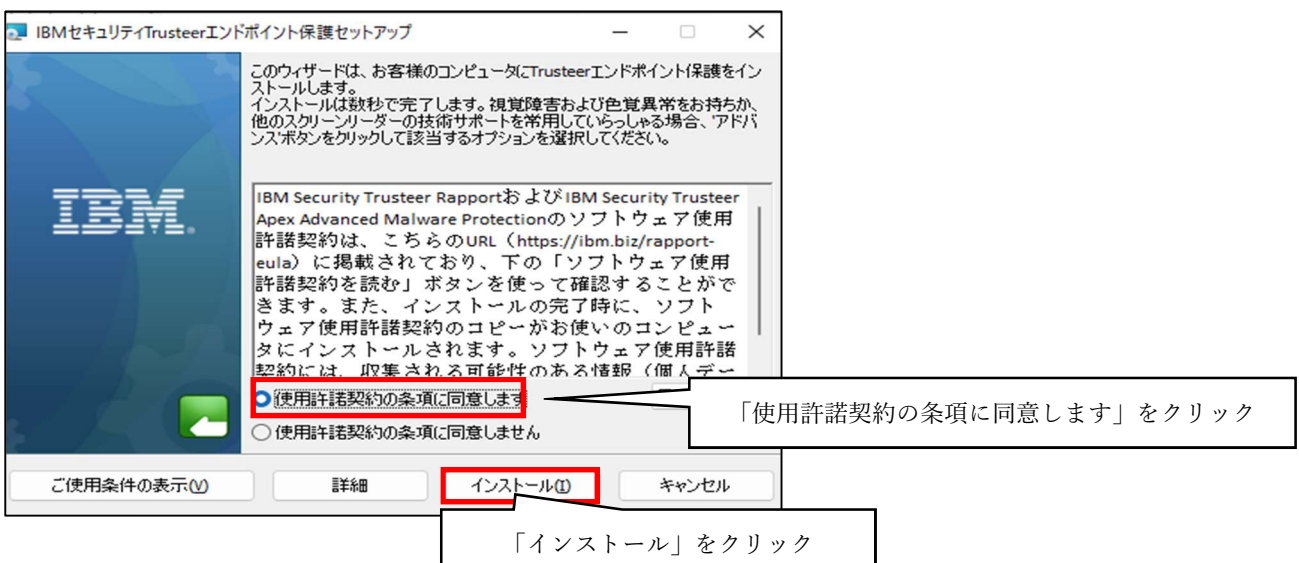 IBMセキュリティTrusteerエンドポイント保護セットアップ
このウィザードは、お客様のコンピュータにTrusteerエンドポイント保護をイン
ストールします。
インストールは数秒で完了します。視覚障害および色覚異常をお持ちか、
他のスクリーンリーダーの技術サポートを常用していらっしゃる場合、'アドバ
ンス'ボタンをクリックして該当するオプションを選択してください。
IBM
IBM Security Trusteer RapportおよびIBM Security Trusteer
Apex Advanced Malware Protectionのソフトウェア使用
許諾契約は、こちらのURL（https://ibm.biz/rapport-
eula）に掲載されており、下の「ソフトウェア使用
許諾契約を読む」ボタンを使って確認することがで
きます。また、インストールの完了時に、ソフト
ウェア使用許諾契約のコピーがお使いのコンピュー
タにインストールされます。ソフトウェア使用許諾
契約には、収集される可能性のある情報（個人デー
使用許諾契約の条項に同意します
「使用許諾契約の条項に同意します」をクリック
使用許諾契約の条項に同意しません
ご使用条件の表示(V)
詳細
インストール(I)
キャンセル
「インストール」をクリック